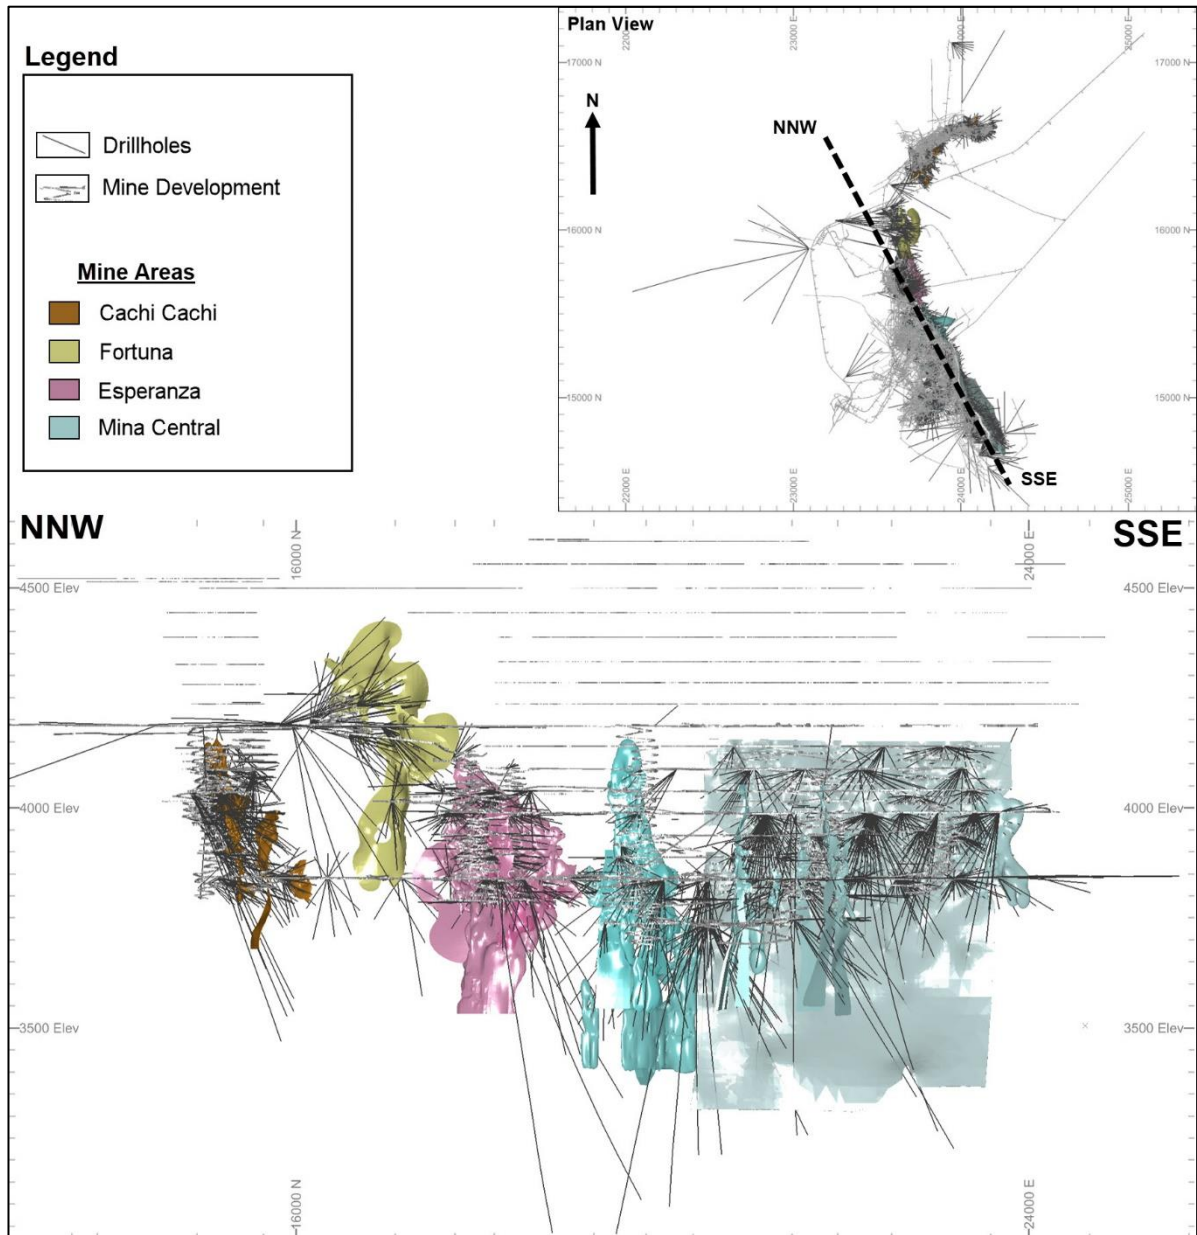 Legend
Drillholes
Mine Development
Mine Areas
Cachi Cachi
Fortuna
Esperanza
Mina Central
Plan View
22000 E
23000 E
24000 E
25000 E
17000 N
17000 N
N
NNW
16000 N
16000 N
15000 N
15000 N
SSE
22000 E
23000 E
24000 E
25000 E
NNW
SSE
16000 N
24000 E
4500 Elev
4500 Elev
4000 Elev
4000 Elev
3500 Elev
3500 Elev
16000 N
24000 E